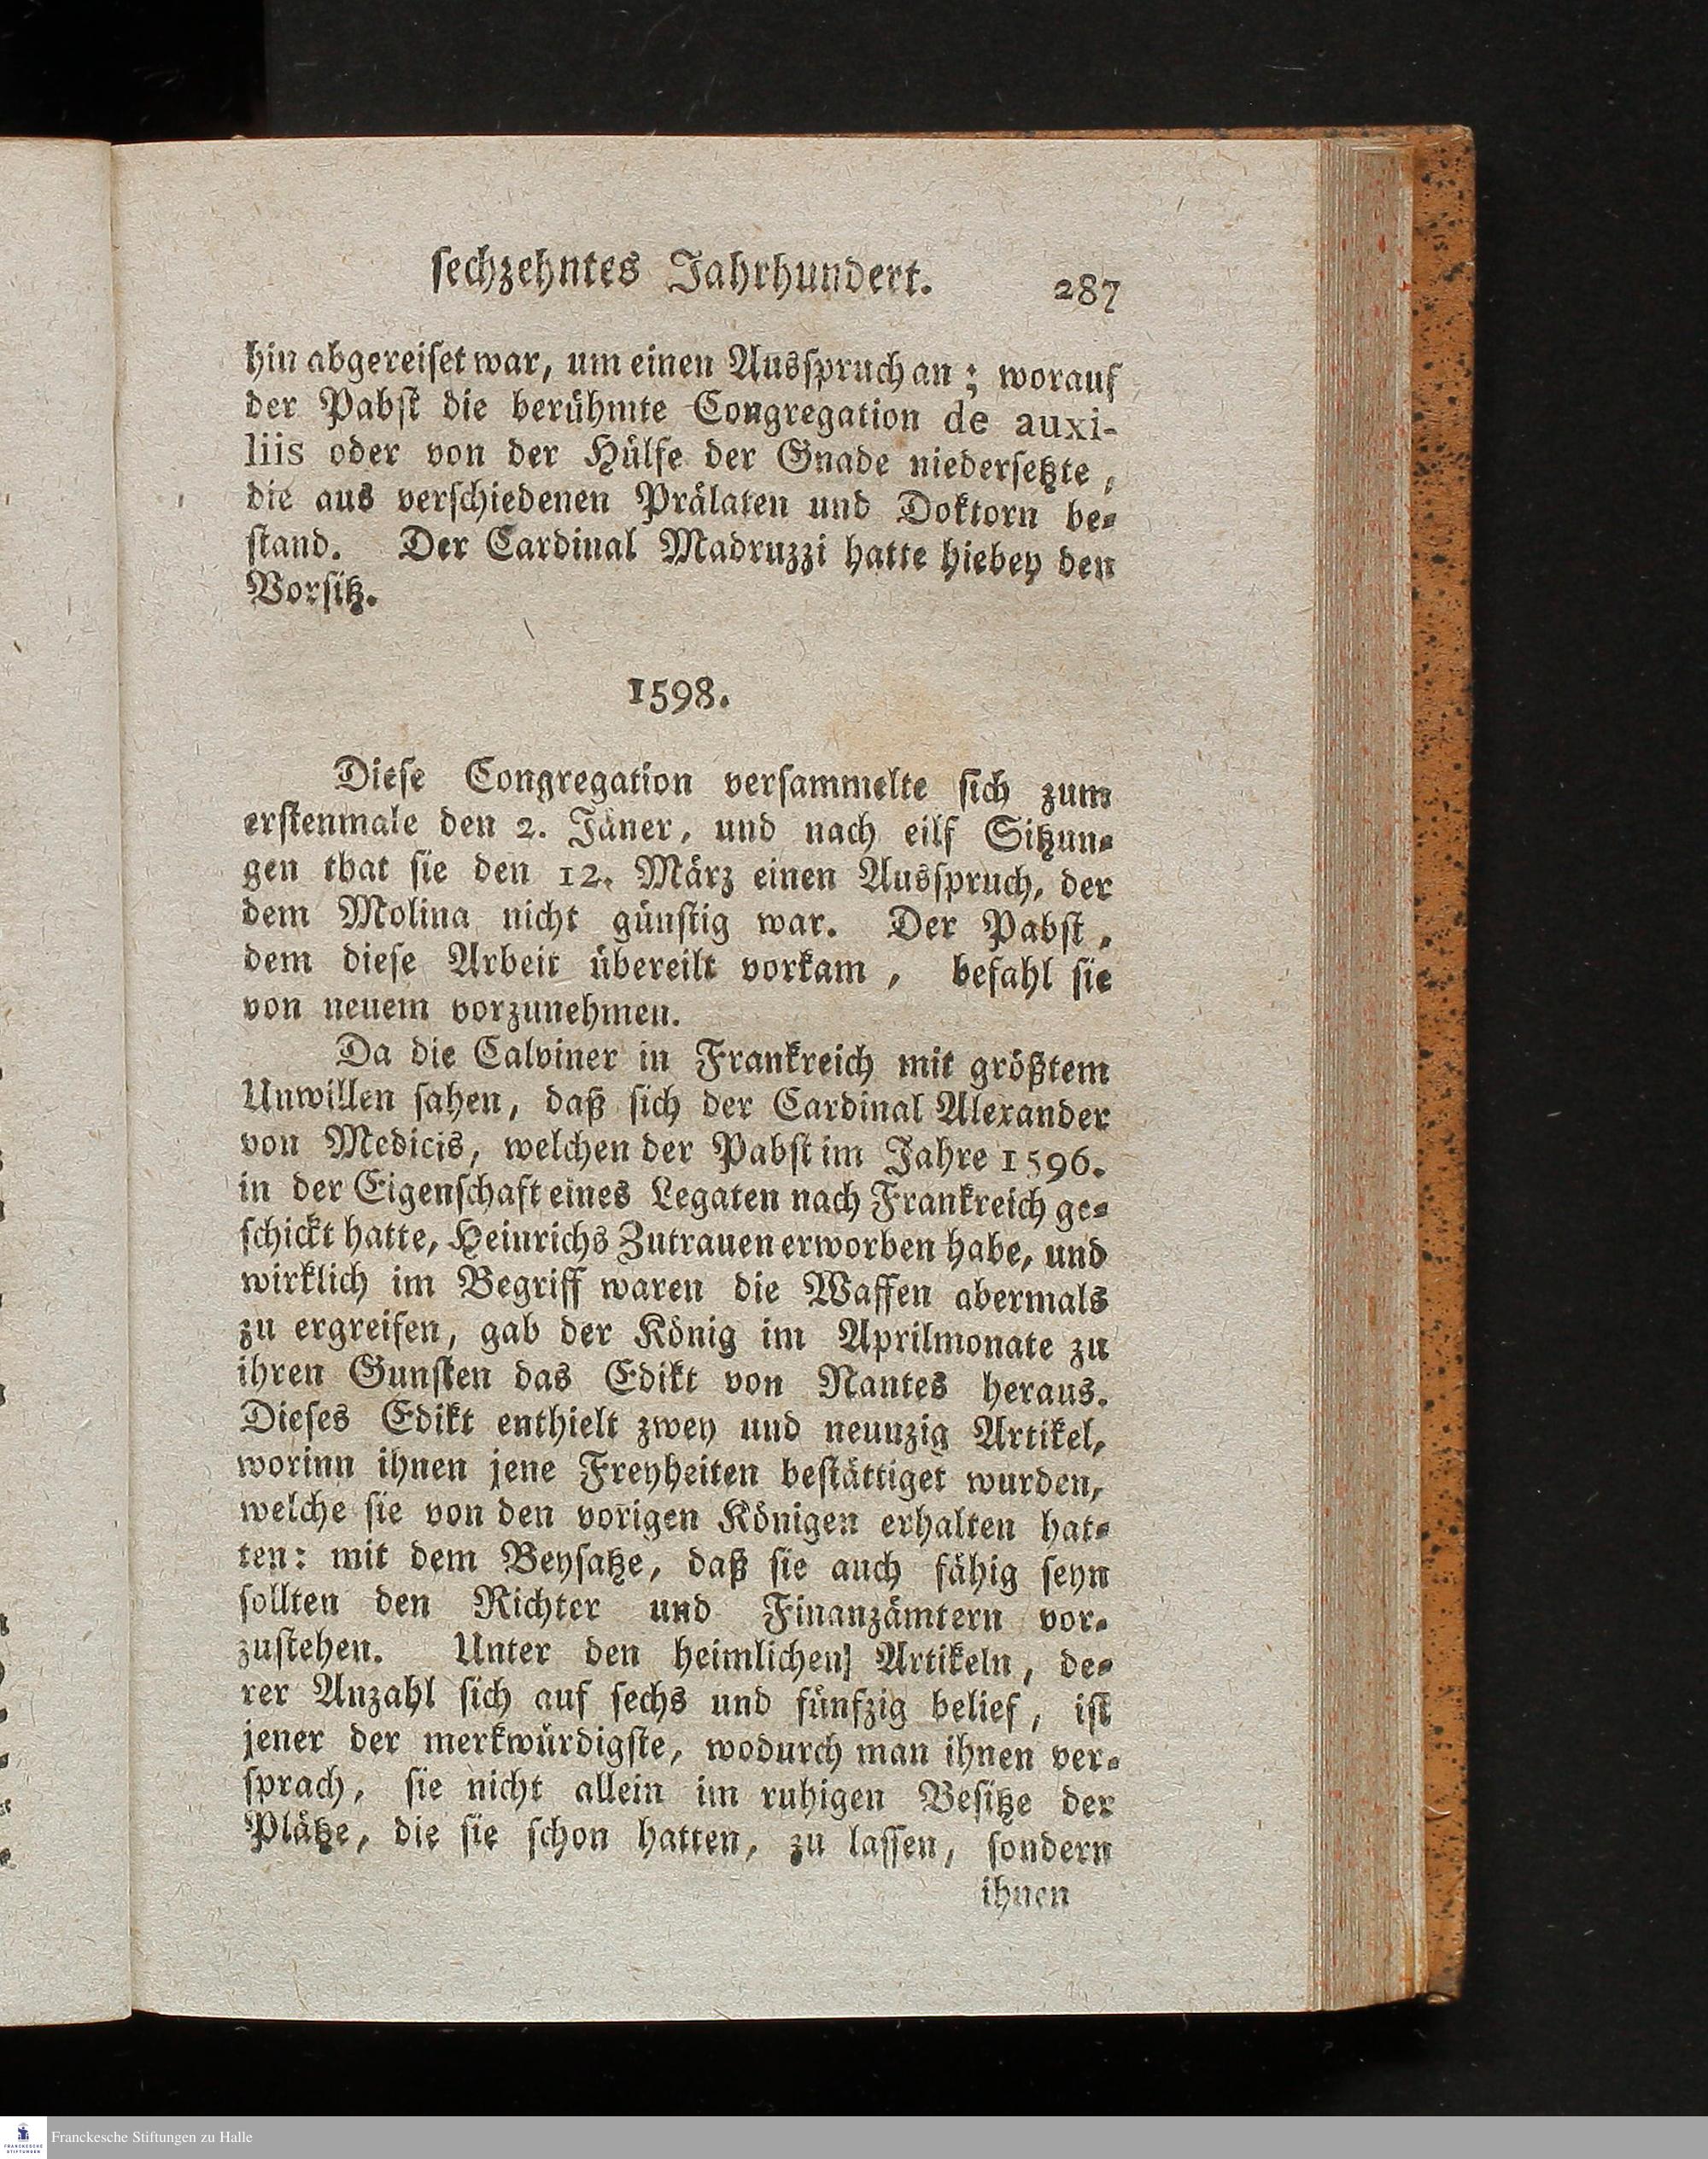 sechzehntes Jahrhundert. 287
hin abgereiset war, um einen Ausspruch an; worauf
der Pabst die berühmte Congregation de auxi-
liis oder von der Hülfe der Gnade niedersetzte,
die aus verschiedenen Prälaten und Doktorn be-
stand. Der Cardinal Madruzzi hatte hiebey den
Vorsitz.
1598.
Diese Congregation versammelte sich zum
erstenmale den 2. Jäner, und nach eilf Sitzun-
gen that sie den 12. März einen Ausspruch, der
dem Molina nicht günstig war. Der Pabst,
dem diese Arbeit übereilt vorkam, befahl sie
von neuem vorzunehmen.
Da die Calviner in Frankreich mit größtem
Unwillen sahen, daß sich der Cardinal Alexander
von Medicis, welchen der Pabst im Jahre 1596.
in der Eigenschaft eines Legaten nach Frankreich ge-
schickt hatte, Heinrichs Zutrauen erworben habe, und
wirklich im Begriff waren die Waffen abermals
zu ergreifen, gab der König im Aprilmonate zu
ihren Gunsten das Edikt von Nantes heraus.
Dieses Edikt enthielt zwey und neunzig Artikel,
worinn ihnen jene Freyheiten bestättiget wurden,
welche sie von den vorigen Königen erhalten hat-
ten: mit dem Beysatze, daß sie auch fähig seyn
sollten den Richter und Finanzämtern vor-
zustehen. Unter den heimlichen] Artikeln, de-
rer Anzahl sich auf sechs und fünfzig belief, ist
jener der merkwürdigste, wodurch man ihnen ver-
sprach, sie nicht allein im ruhigen Besitze der
Plätze, die sie schon hatten, zu lassen, sondern
ihnen
Franckesche Stiftungen zu Halle